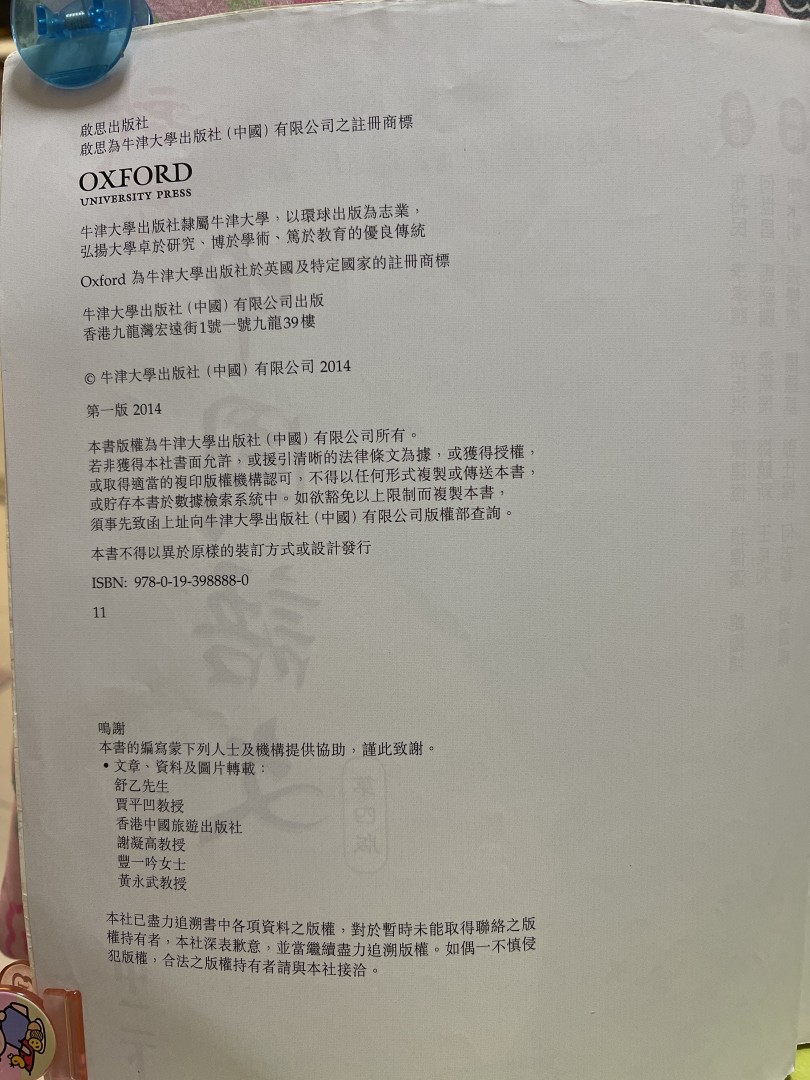 啟思出版社
啟思為牛津大學出版社（中國）有限公司之註冊商標
OXFORD
UNIVERSITY PRESS
牛津大學出版社隸屬牛津大學，以環球出版為志業，
弘揚大學卓於研究、博於學術、篤於教育的優良傳統
Oxford 為牛津大學出版社於英國及特定國家的註冊商標
牛津大學出版社（中國）有限公司出版
香港九龍灣宏遠街1號一號九龍39樓
© 牛津大學出版社（中國）有限公司 2014
第一版 2014
本書版權為牛津大學出版社（中國）有限公司所有。
若非獲得本社書面允許，或援引清晰的法律條文為據，或獲得授權，
或取得適當的複印版權機構認可，不得以任何形式複製或傳送本書，
或貯存本書於數據檢索系統中。如欲豁免以上限制而複製本書，
須事先致函上址向牛津大學出版社（中國）有限公司版權部查詢。
本書不得以異於原樣的裝訂方式或設計發行
ISBN: 978-0-19-398888-0
11
鳴謝
本書的編寫蒙下列人士及機構提供協助，謹此致謝。
• 文章、資料及圖片轉載：
舒乙先生
賈平凹教授
香港中國旅遊出版社
謝凝高教授
豐一吟女士
黃永武教授
本社已盡力追溯書中各項資料之版權，對於暫時未能取得聯絡之版
權持有者，本社深表歉意，並當繼續盡力追溯版權。如偶一不慎侵
犯版權，合法之版權持有者請與本社接洽。